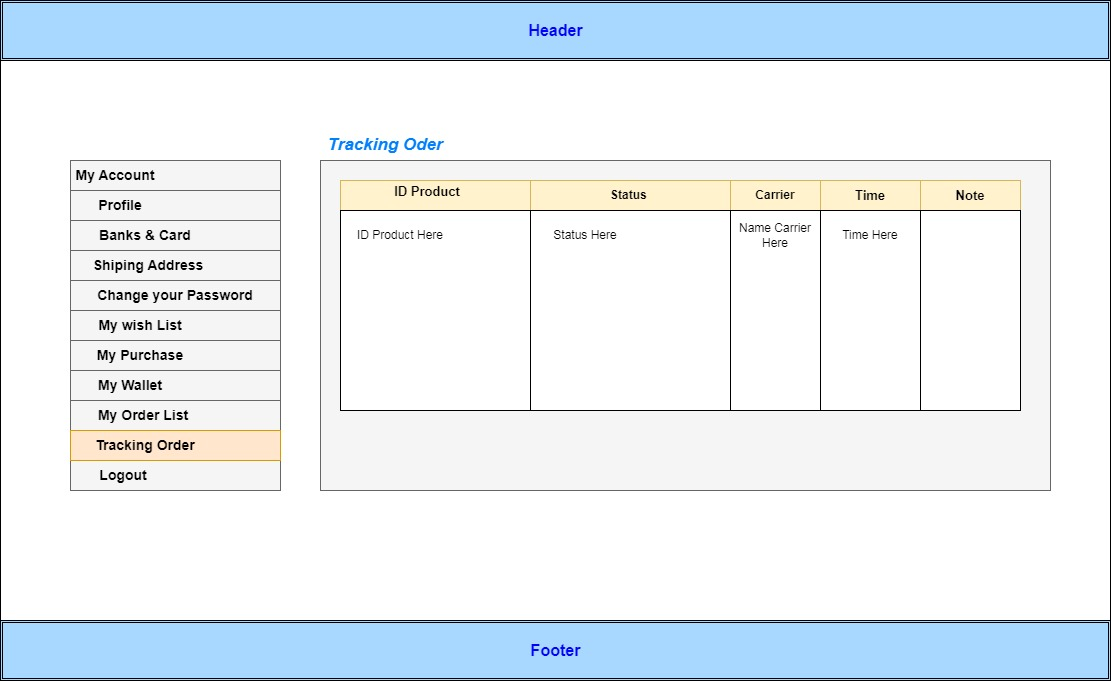 Header
Tracking Oder
My Account
Profile
Banks & Card
Shiping Address
Change your Password
My wish List
My Purchase
My Wallet
My Order List
Tracking Order
Logout
ID Product
Status
Carrier
Time
Note
ID Product Here
Status Here
Name Carrier
Here
Time Here
Footer